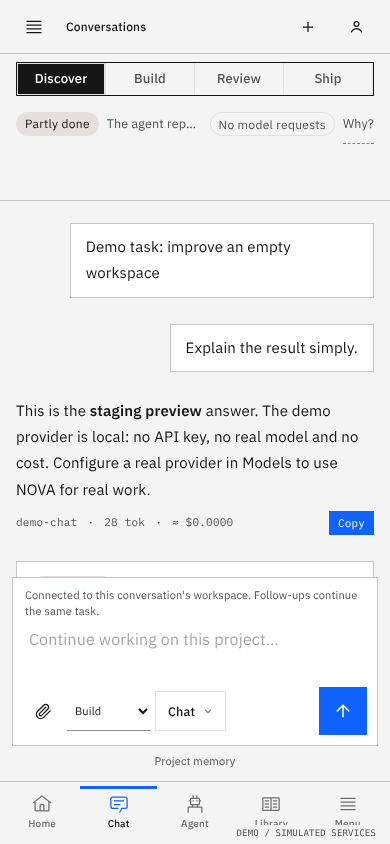 Conversations
Discover
Build
Review
Ship
Partly done
The agent rep...
No model requests
Why?
Demo task: improve an empty
workspace
Explain the result simply.
This is the staging preview answer. The demo
provider is local: no API key, no real model and no
cost. Configure a real provider in Models to use
NOVA for real work.
demo-chat · 28 tok · ≈ $0.0000
Copy
Connected to this conversation's workspace. Follow-ups continue
the same task.
Continue working on this project...
Build
Chat
Project memory
Home
Chat
Agent
Library
Menu
DEMO / SIMULATED SERVICES